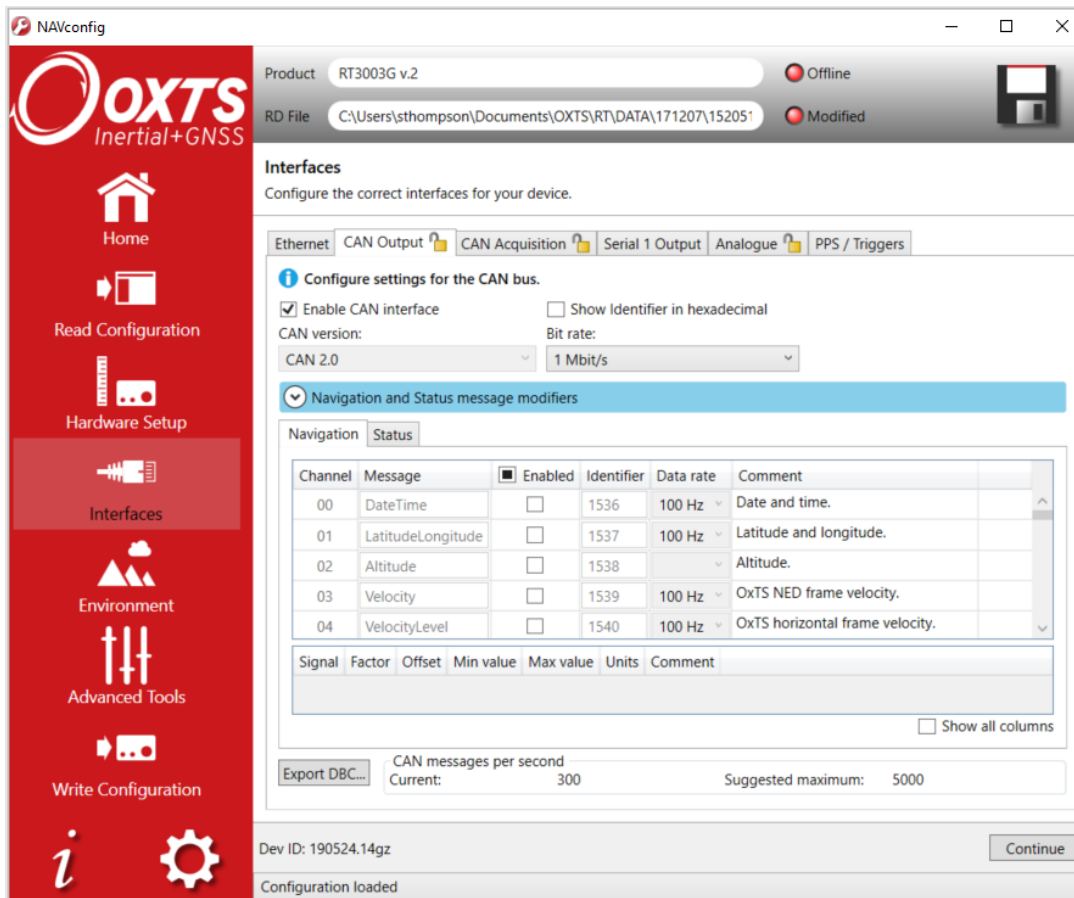 NAVconfig
OXTS
Inertial+GNSS
Product RT3003G v.2 Offline
RD File C:\Users\sthompson\Documents\OXTS\RT\DATA\171207\152051 Modified
Home
Read Configuration
Hardware Setup
Interfaces
Environment
Advanced Tools
Write Configuration
i
Interfaces
Configure the correct interfaces for your device.
Ethernet CAN Output CAN Acquisition Serial 1 Output Analogue PPS / Triggers
Configure settings for the CAN bus.
Enable CAN interface Show Identifier in hexadecimal
CAN version: Bit rate:
CAN 2.0 1 Mbit/s
Navigation and Status message modifiers
Navigation Status
Channel Message Enabled Identifier Data rate Comment
00 DateTime 1536 100 Hz Date and time.
01 LatitudeLongitude 1537 100 Hz Latitude and longitude.
02 Altitude 1538 Altitude.
03 Velocity 1539 100 Hz OxTS NED frame velocity.
04 VelocityLevel 1540 100 Hz OxTS horizontal frame velocity.
Signal Factor Offset Min value Max value Units Comment
Show all columns
Export DBC... CAN messages per second
Current: 300 Suggested maximum: 5000
Dev ID: 190524.14gz Continue
Configuration loaded